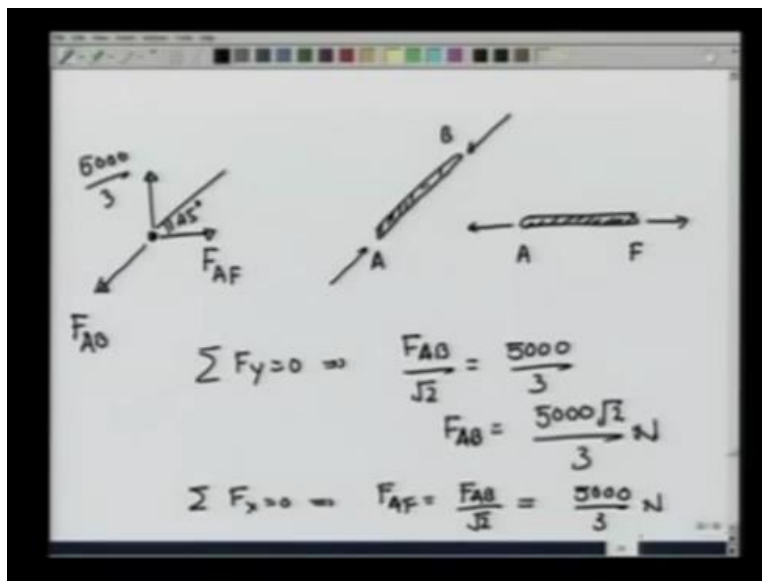 5000
3
45°
F_AF
F_AB
B
A
A F
∑ Fy=0 ⇒ F_AB/√2 = 5000/3
F_AB = 5000√2/3 N
∑ Fx=0 ⇒ F_AF = F_AB/√2 = 5000/3 N